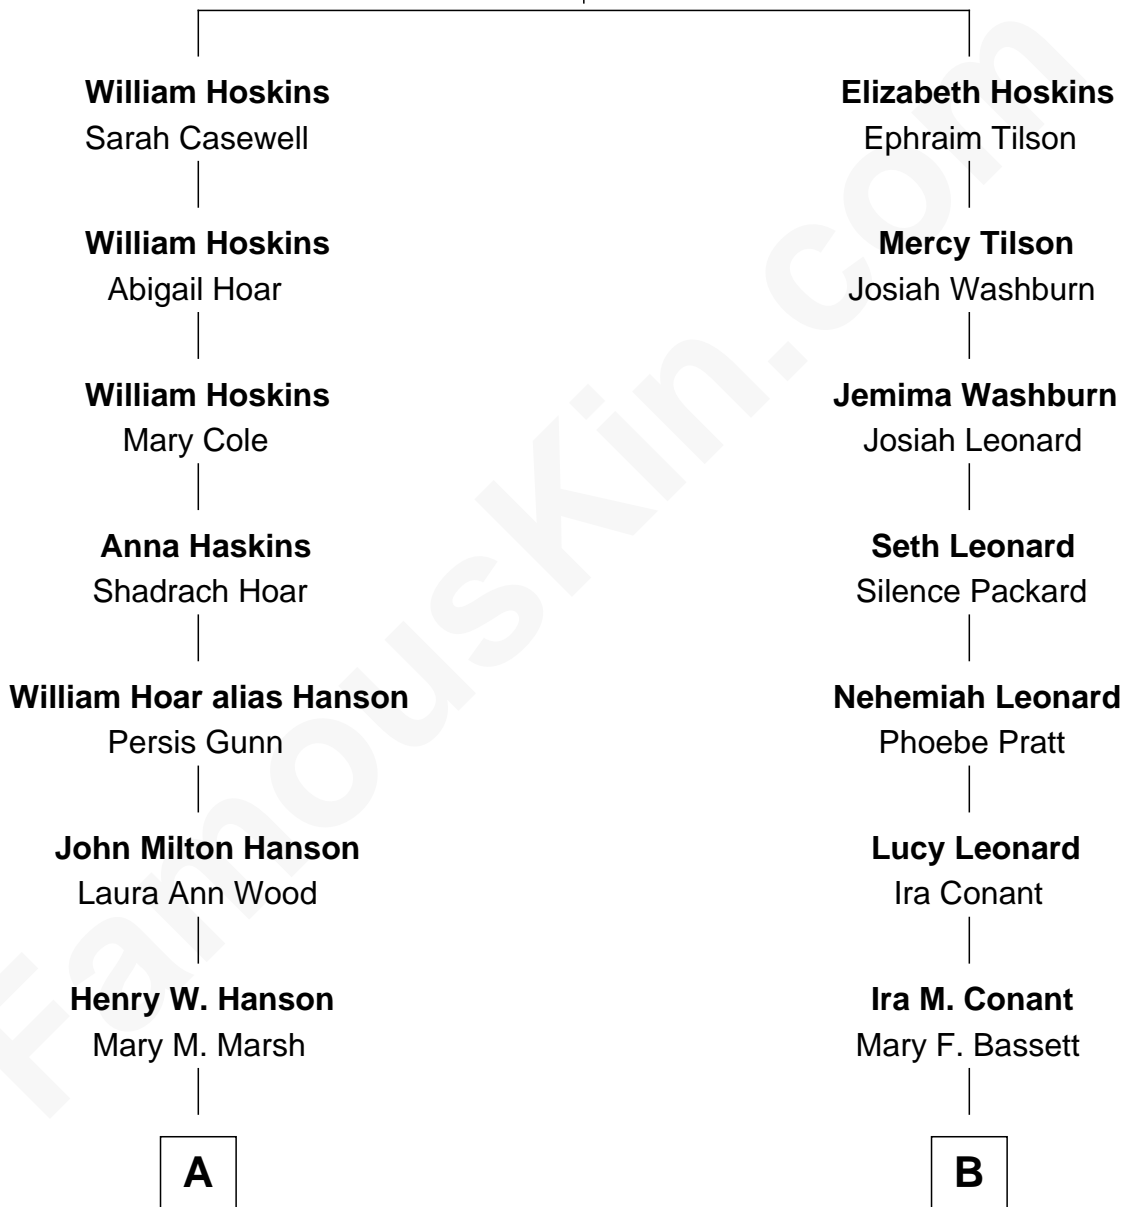 William Hoskins
Sarah Casewell
William Hoskins
Abigail Hoar
William Hoskins
Mary Cole
Anna Haskins
Shadrach Hoar
William Hoar alias Hanson
Persis Gunn
John Milton Hanson
Laura Ann Wood
Henry W. Hanson
Mary M. Marsh
A
Elizabeth Hoskins
Ephraim Tilson
Mercy Tilson
Josiah Washburn
Jemima Washburn
Josiah Leonard
Seth Leonard
Silence Packard
Nehemiah Leonard
Phoebe Pratt
Lucy Leonard
Ira Conant
Ira M. Conant
Mary F. Bassett
B
FamousKin.com